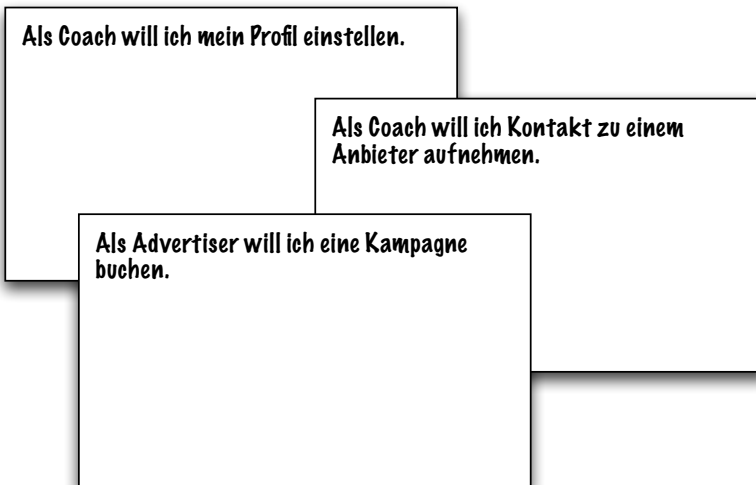 Als Coach will ich mein Profil einstellen.
Als Coach will ich Kontakt zu einem
Anbieter aufnehmen.
Als Advertiser will ich eine Kampagne
buchen.